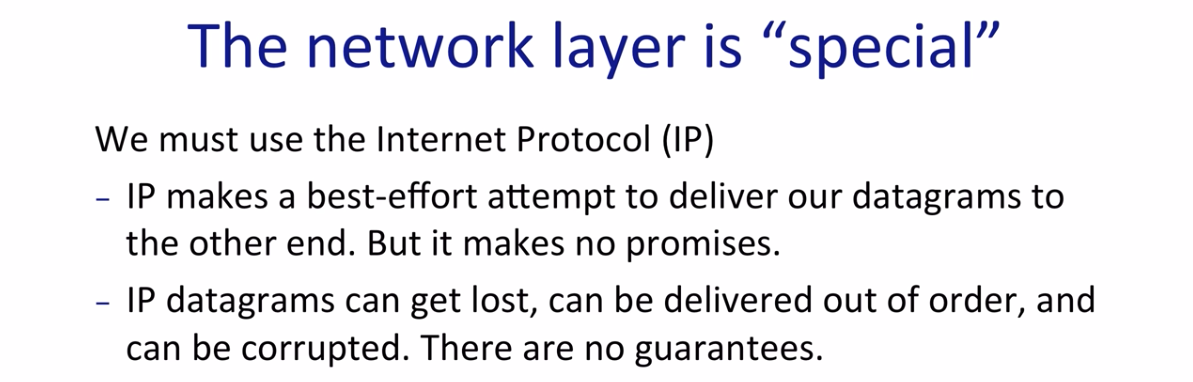 The network layer is “special”
We must use the Internet Protocol (IP)
– IP makes a best-effort attempt to deliver our datagrams to
the other end. But it makes no promises.
– IP datagrams can get lost, can be delivered out of order, and
can be corrupted. There are no guarantees.